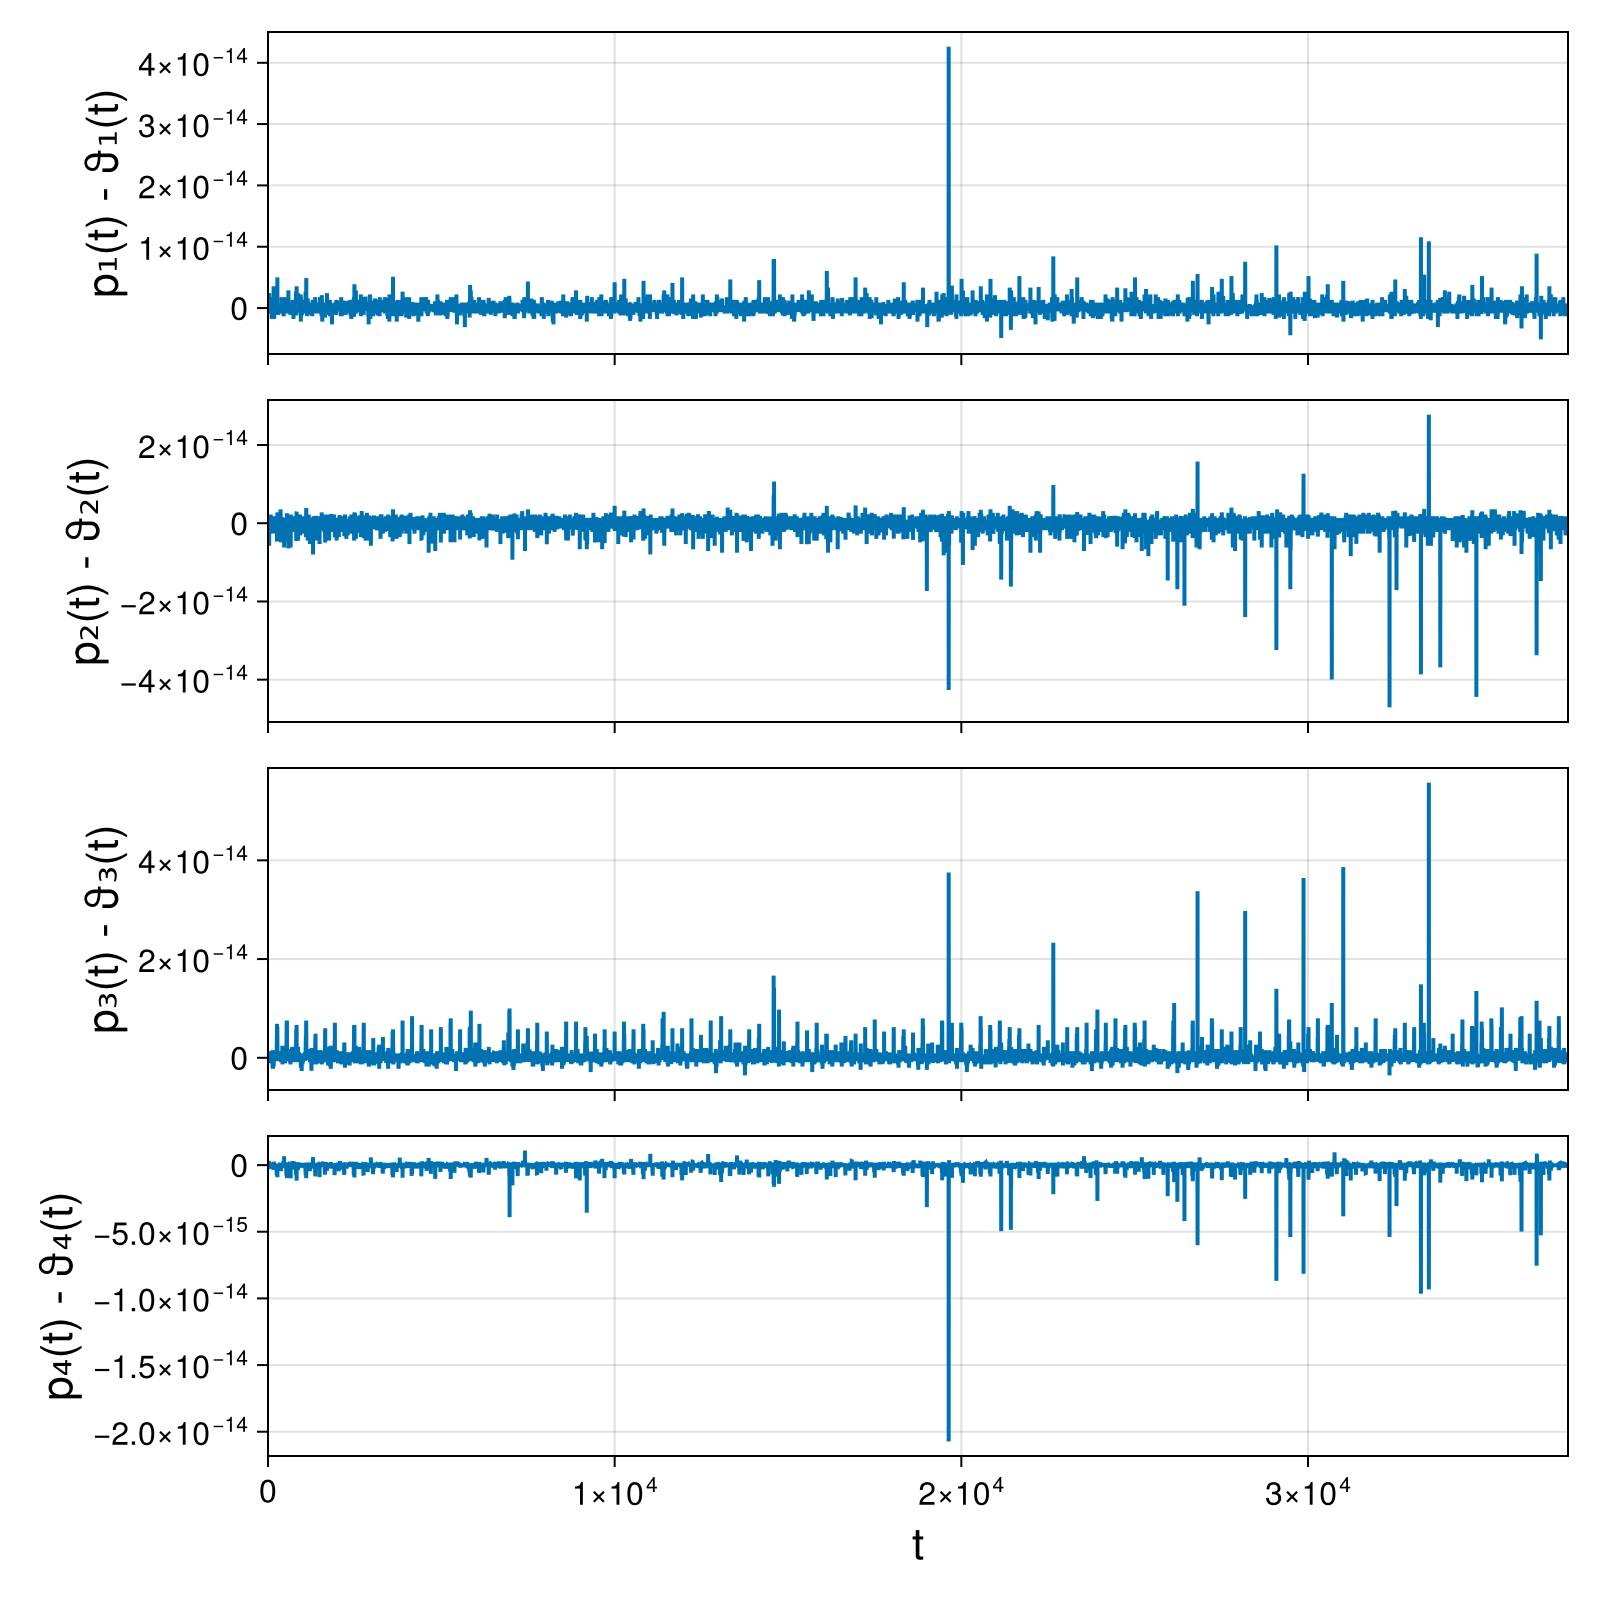 p₁(t) - ϑ₁(t)
4×10⁻¹⁴
3×10⁻¹⁴
2×10⁻¹⁴
1×10⁻¹⁴
0
p₂(t) - ϑ₂(t)
2×10⁻¹⁴
0
−2×10⁻¹⁴
−4×10⁻¹⁴
p₃(t) - ϑ₃(t)
4×10⁻¹⁴
2×10⁻¹⁴
0
p₄(t) - ϑ₄(t)
0
−5.0×10⁻¹⁵
−1.0×10⁻¹⁴
−1.5×10⁻¹⁴
−2.0×10⁻¹⁴
0 1×10⁴ 2×10⁴ 3×10⁴
t